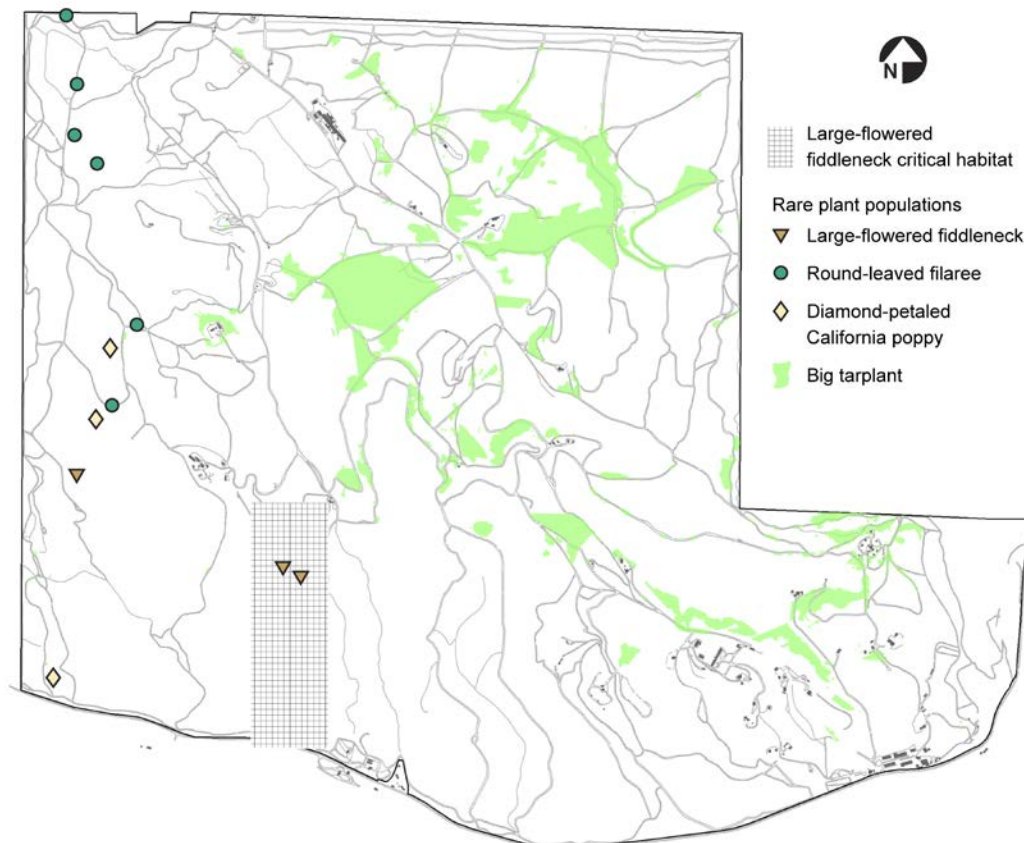 N
Large-flowered
fiddleneck critical habitat
Rare plant populations
Large-flowered fiddleneck
Round-leaved filaree
Diamond-petaled
California poppy
Big tarplant